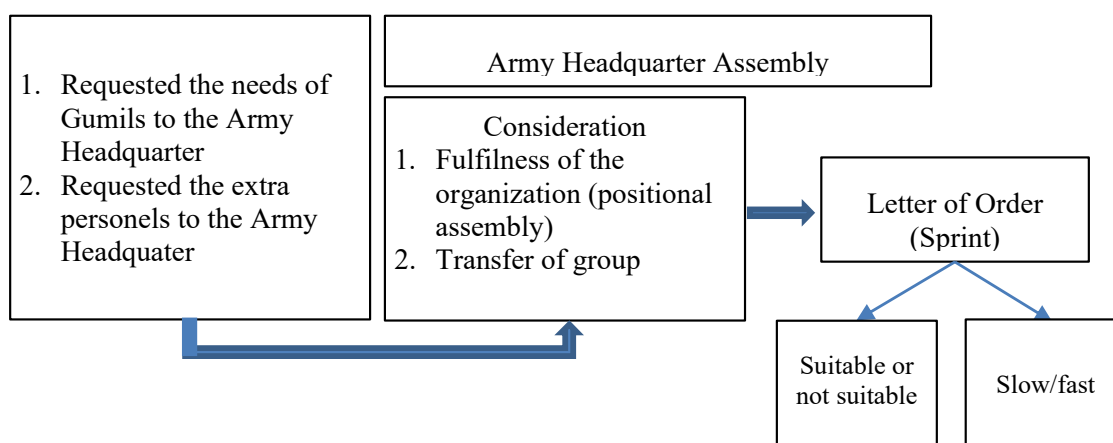 1. Requested the needs of
Gumils to the Army
Headquarter
2. Requested the extra
personels to the Army
Headquater
Army Headquarter Assembly
Consideration
1. Fulfilness of the
organization (positional
assembly)
2. Transfer of group
Letter of Order
(Sprint)
Suitable or
not suitable
Slow/fast